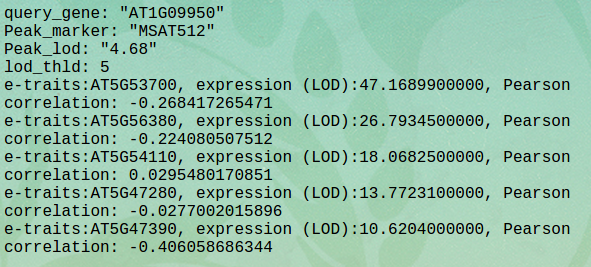 query_gene: "AT1G09950"
Peak_marker: "MSAT512"
Peak_lod: "4.68"
lod_thld: 5
e-traits:AT5G53700, expression (LOD):47.1689900000, Pearson
correlation: -0.268417265471
e-traits:AT5G56380, expression (LOD):26.7934500000, Pearson
correlation: -0.224080507512
e-traits:AT5G54110, expression (LOD):18.0682500000, Pearson
correlation: 0.0295480170851
e-traits:AT5G47280, expression (LOD):13.7723100000, Pearson
correlation: -0.0277002015896
e-traits:AT5G47390, expression (LOD):10.6204000000, Pearson
correlation: -0.406058686344